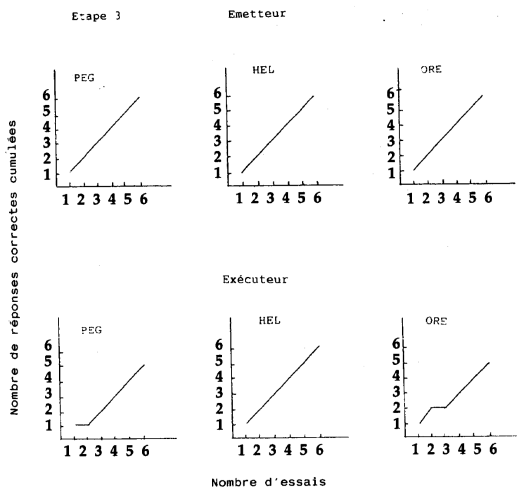 Etape 3 Emetteur
PEG HEL ORE
6 6 6
5 5 5
4 4 4
3 3 3
2 2 2
1 1 1
1 2 3 4 5 6 1 2 3 4 5 6 1 2 3 4 5 6
Nombre de réponses correctes cumulées
Exécuteur
PEG HEL ORE
6 6 6
5 5 5
4 4 4
3 3 3
2 2 2
1 1 1
1 2 3 4 5 6 1 2 3 4 5 6 1 2 3 4 5 6
Nombre d'essais